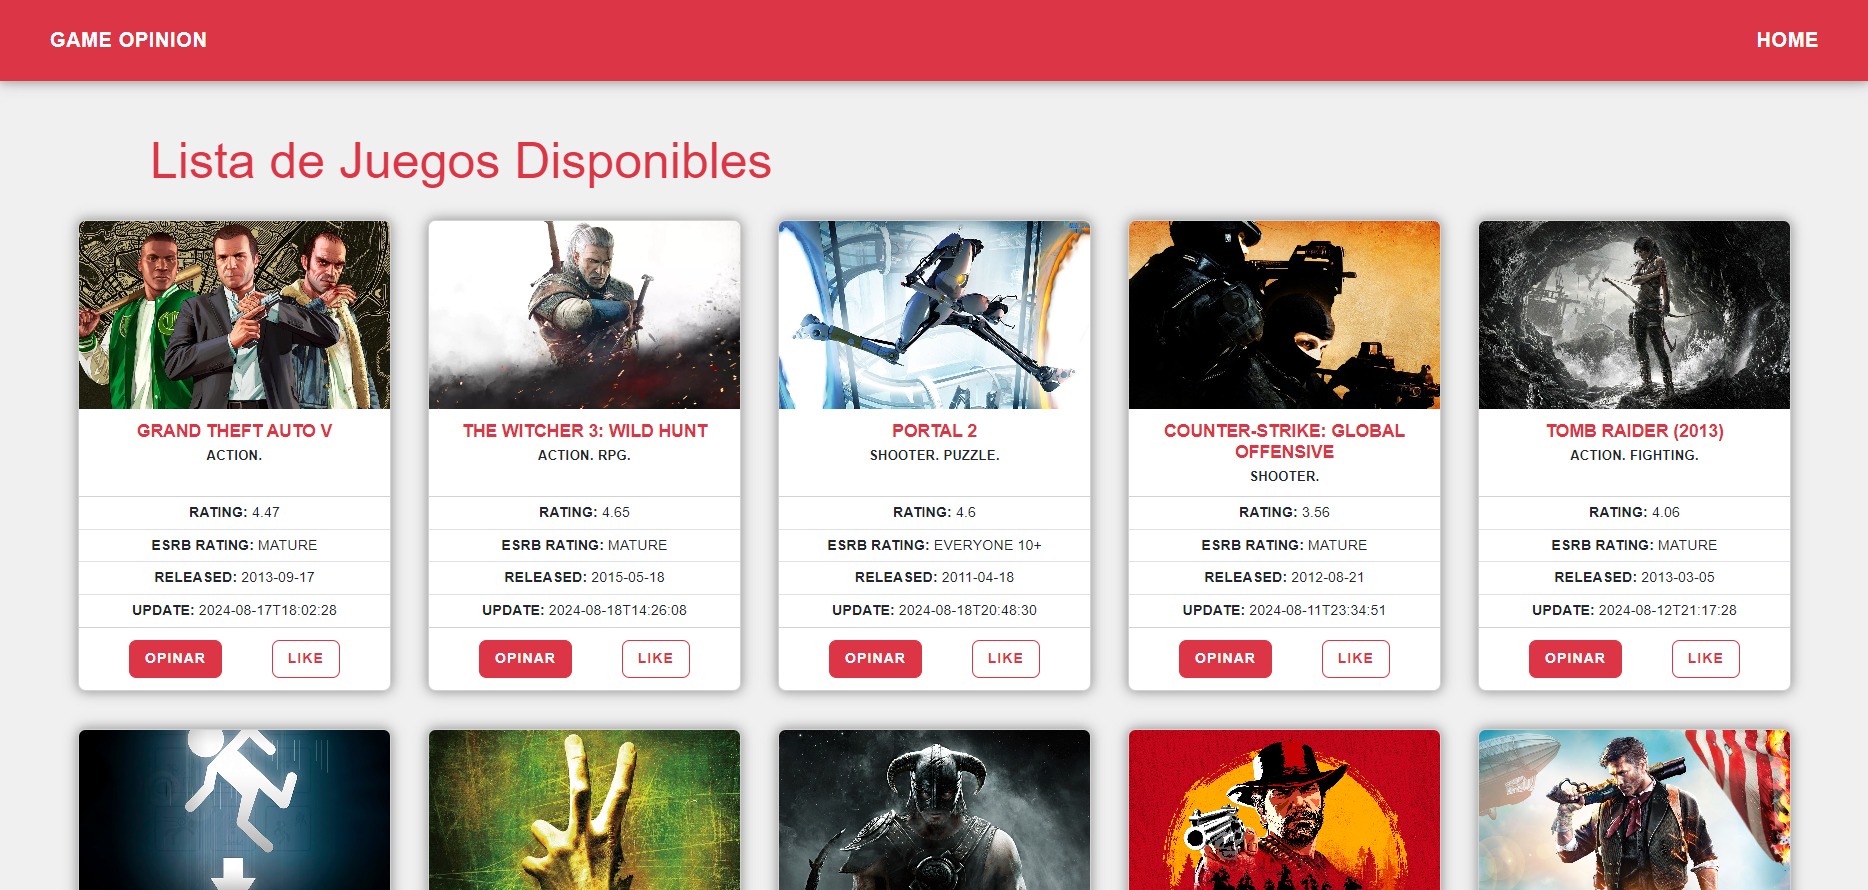 GAME OPINION
HOME
Lista de Juegos Disponibles
GRAND THEFT AUTO V
ACTION.
RATING: 4.47
ESRB RATING: MATURE
RELEASED: 2013-09-17
UPDATE: 2024-08-17T18:02:28
OPINAR
LIKE
THE WITCHER 3: WILD HUNT
ACTION. RPG.
RATING: 4.65
ESRB RATING: MATURE
RELEASED: 2015-05-18
UPDATE: 2024-08-18T14:26:08
OPINAR
LIKE
PORTAL 2
SHOOTER. PUZZLE.
RATING: 4.6
ESRB RATING: EVERYONE 10+
RELEASED: 2011-04-18
UPDATE: 2024-08-18T20:48:30
OPINAR
LIKE
COUNTER-STRIKE: GLOBAL
OFFENSIVE
SHOOTER.
RATING: 3.56
ESRB RATING: MATURE
RELEASED: 2012-08-21
UPDATE: 2024-08-11T23:34:51
OPINAR
LIKE
TOMB RAIDER (2013)
ACTION. FIGHTING.
RATING: 4.06
ESRB RATING: MATURE
RELEASED: 2013-03-05
UPDATE: 2024-08-12T21:17:28
OPINAR
LIKE